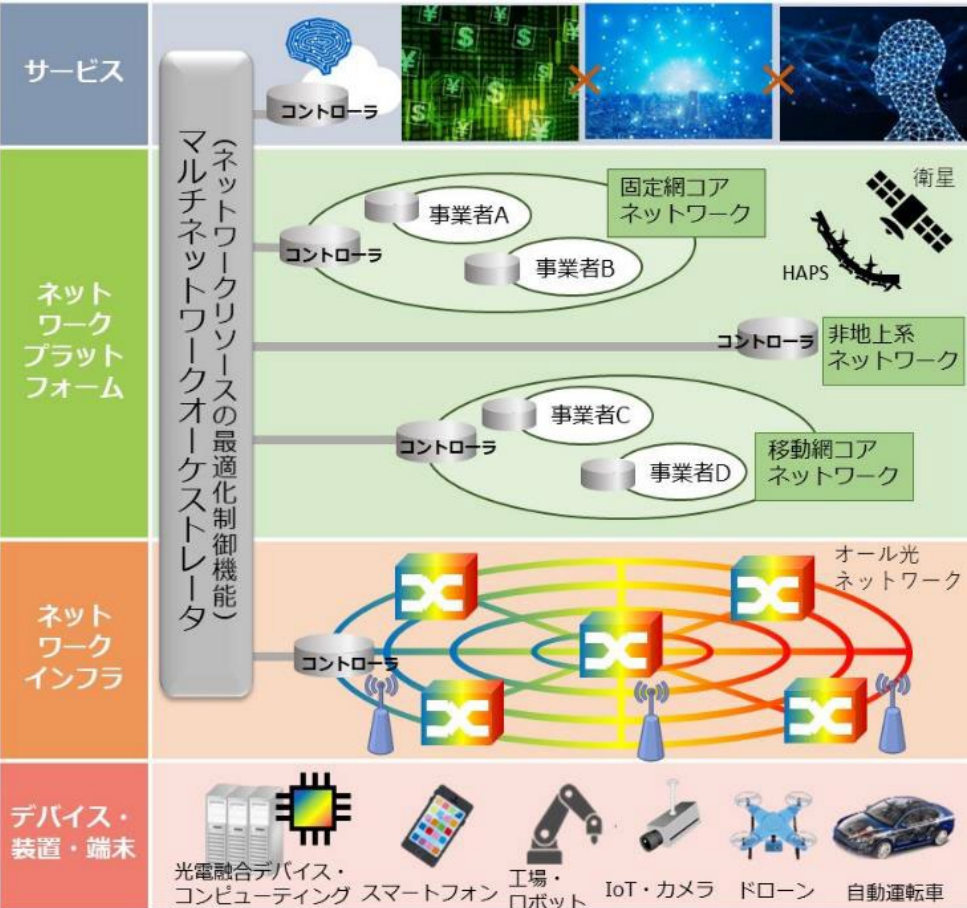 サービス
コントローラ
マルチネットワークオーケストレータ
(ネットワークリソースの最適化制御機能)
ネット
ワーク
プラット
フォーム
コントローラ
事業者A
事業者B
固定網コア
ネットワーク
衛星
HAPS
コントローラ
非地上系
ネットワーク
コントローラ
事業者C
事業者D
移動網コア
ネットワーク
ネット
ワーク
インフラ
コントローラ
オール光
ネットワーク
デバイス・
装置・端末
光電融合デバイス・
コンピューティング
スマートフォン
工場・
ロボット
IoT・カメラ
ドローン
自動運転車